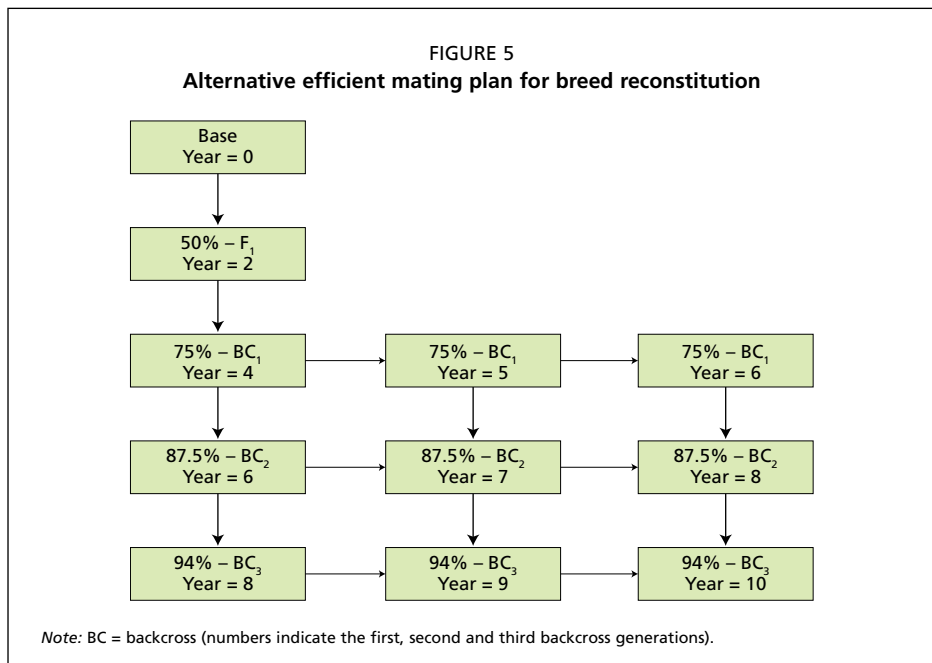 FIGURE 5
Alternative efficient mating plan for breed reconstitution
Base
Year = 0
50% – F₁
Year = 2
75% – BC₁
Year = 4
75% – BC₁
Year = 5
75% – BC₁
Year = 6
87.5% – BC₂
Year = 6
87.5% – BC₂
Year = 7
87.5% – BC₂
Year = 8
94% – BC₃
Year = 8
94% – BC₃
Year = 9
94% – BC₃
Year = 10
Note: BC = backcross (numbers indicate the first, second and third backcross generations).